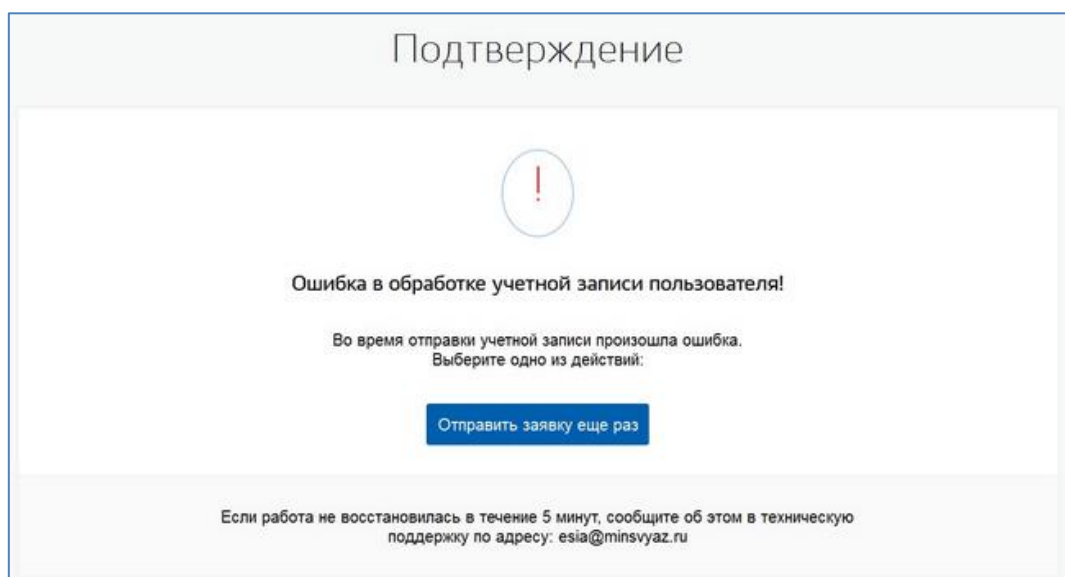 Подтверждение
!
Ошибка в обработке учетной записи пользователя!
Во время отправки учетной записи произошла ошибка.
Выберите одно из действий:
Отправить заявку еще раз
Если работа не восстановилась в течение 5 минут, сообщите об этом в техническую
поддержку по адресу: esia@minsvyaz.ru